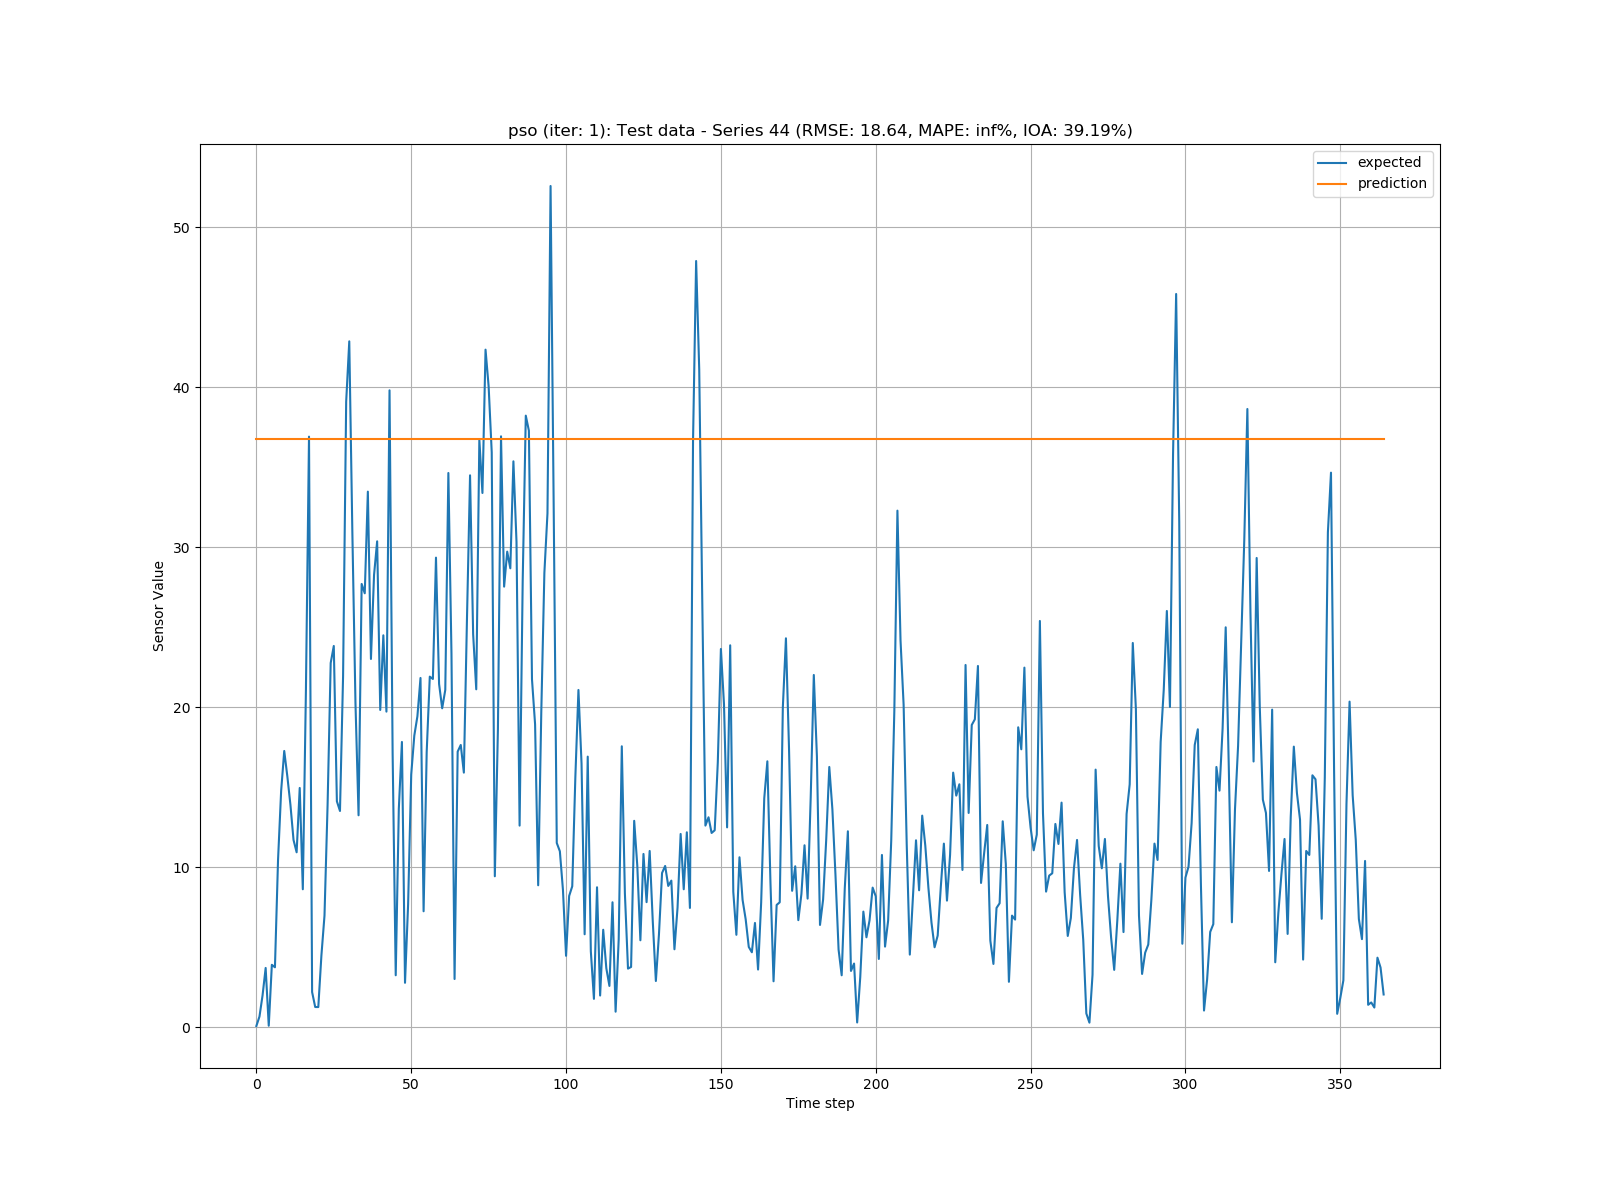 pso (iter: 1): Test data - Series 44 (RMSE: 18.64, MAPE: inf%, IOA: 39.19%)
expected
prediction
50
40
30
20
10
0
Sensor Value
0 50 100 150 200 250 300 350
Time step